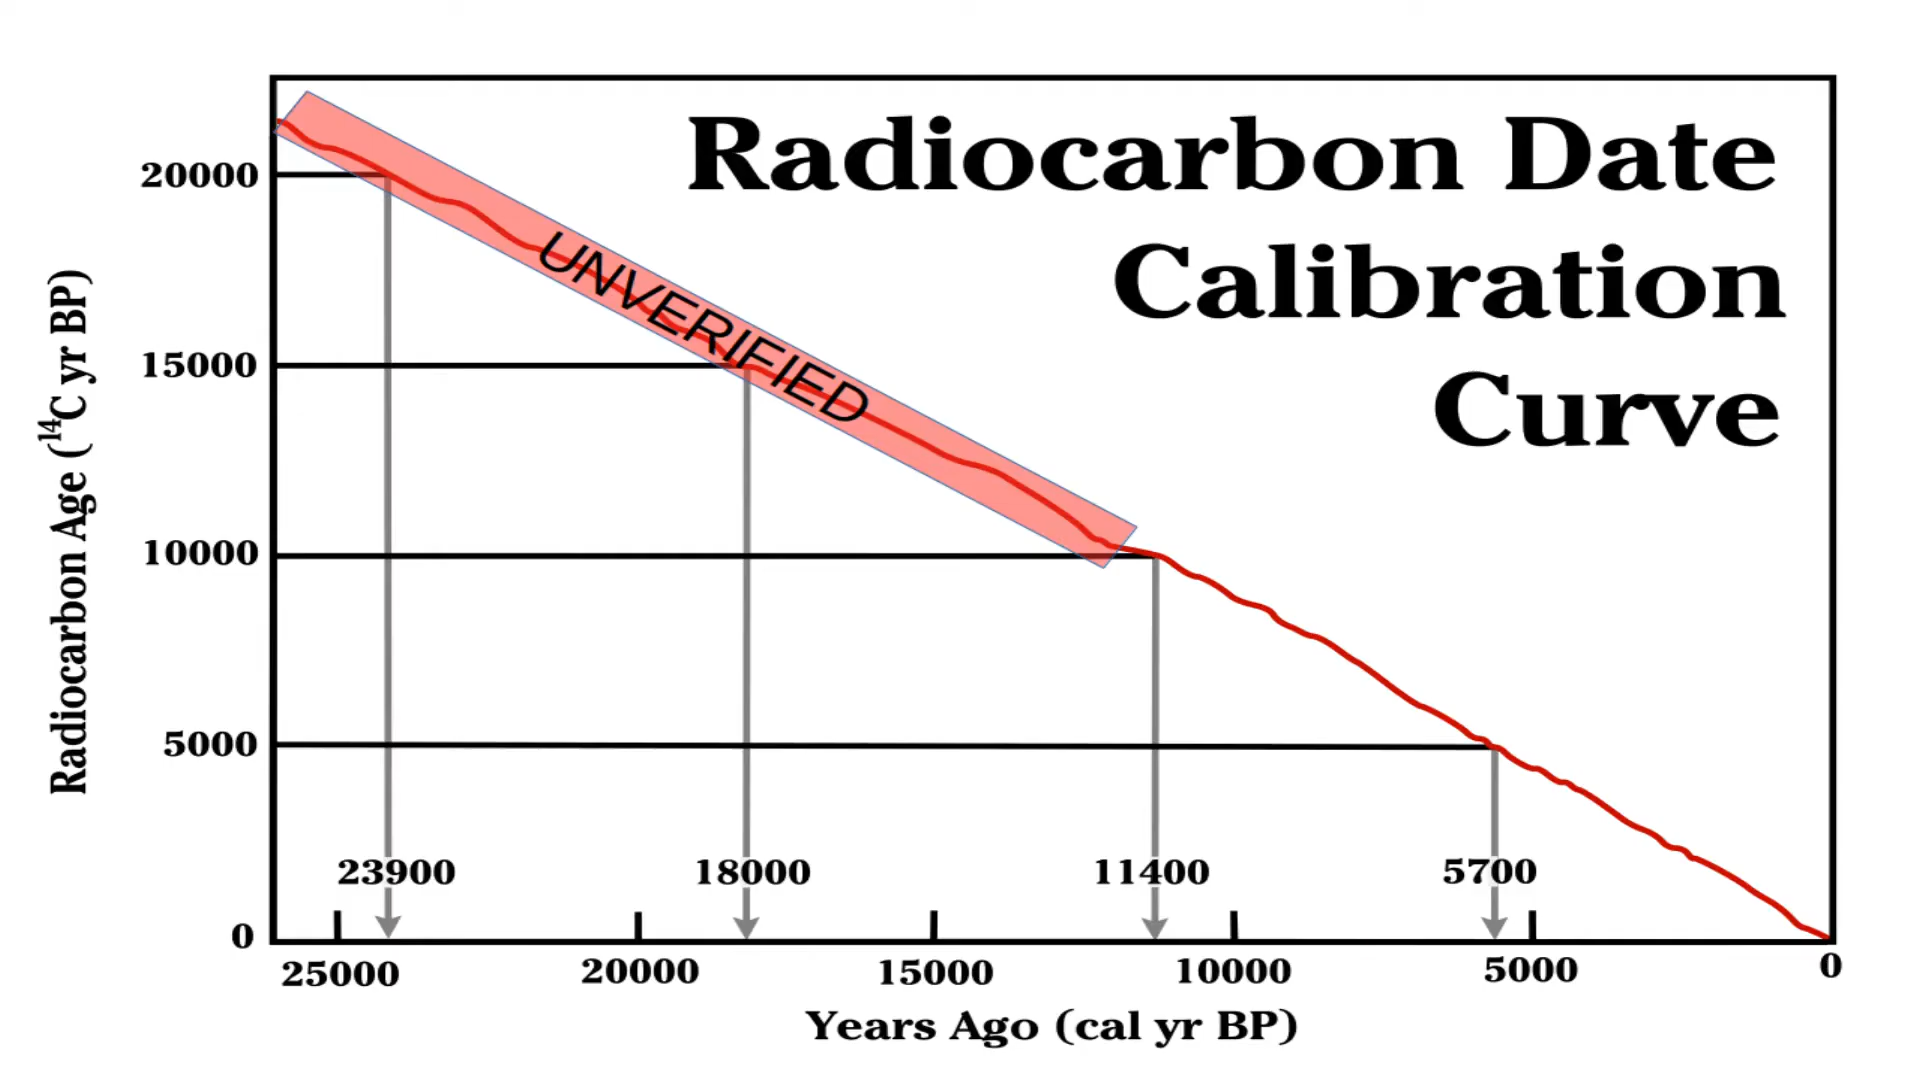 Radiocarbon Date
Calibration
Curve
UNVERIFIED
Radiocarbon Age (¹⁴C yr BP)
20000
15000
10000
5000
0
23900
18000
11400
5700
25000
20000
15000
10000
5000
0
Years Ago (cal yr BP)